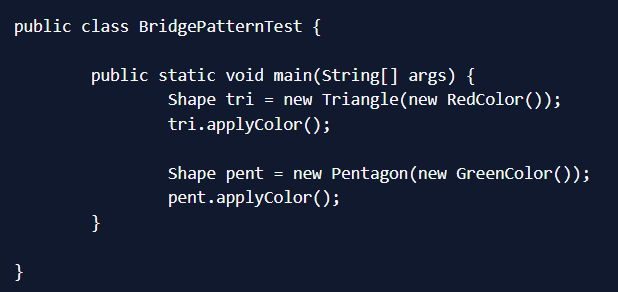 public class BridgePatternTest {
public static void main(String[] args) {
Shape tri = new Triangle(new RedColor());
tri.applyColor();
Shape pent = new Pentagon(new GreenColor());
pent.applyColor();
}
}